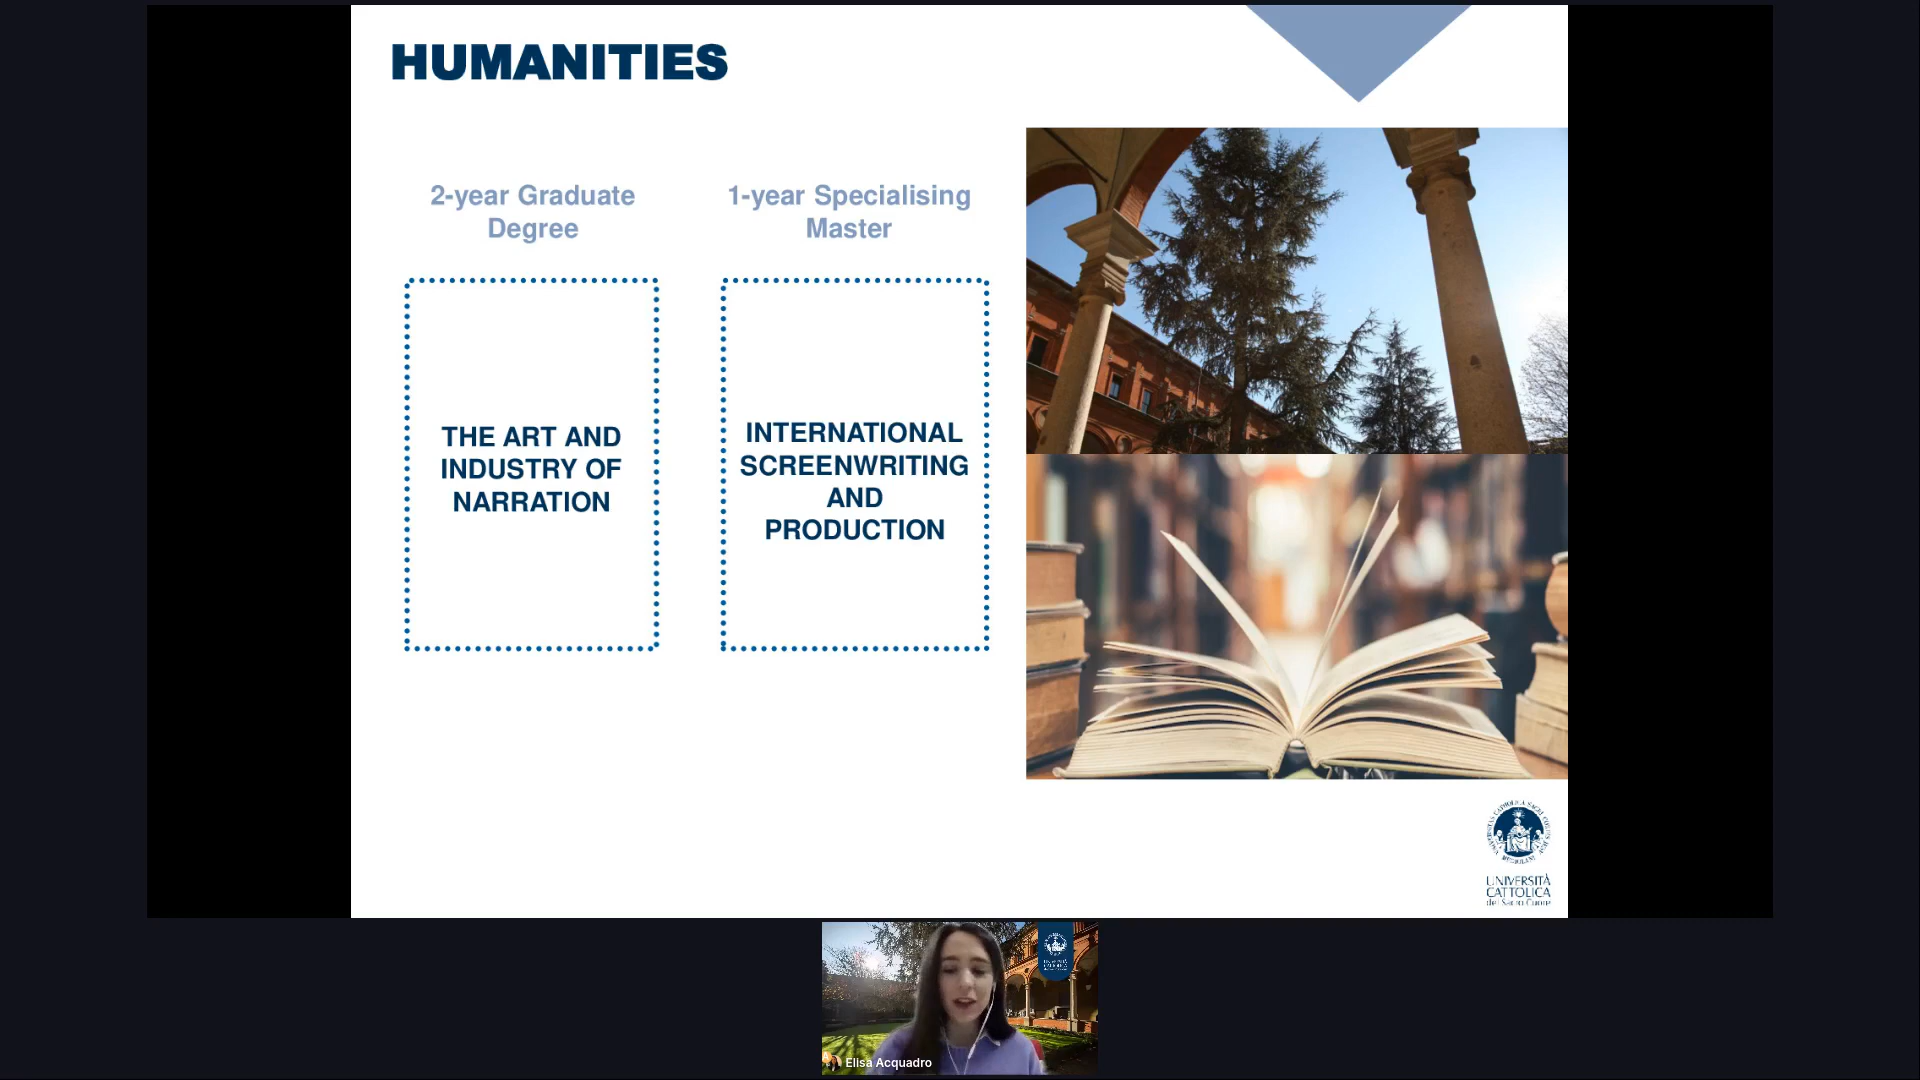 HUMANITIES
2-year Graduate
Degree
1-year Specialising
Master
THE ART AND
INDUSTRY OF
NARRATION
INTERNATIONAL
SCREENWRITING
AND
PRODUCTION
UNIVERSITÀ
CATTOLICA
del Sacro Cuore
Elisa Acquadro